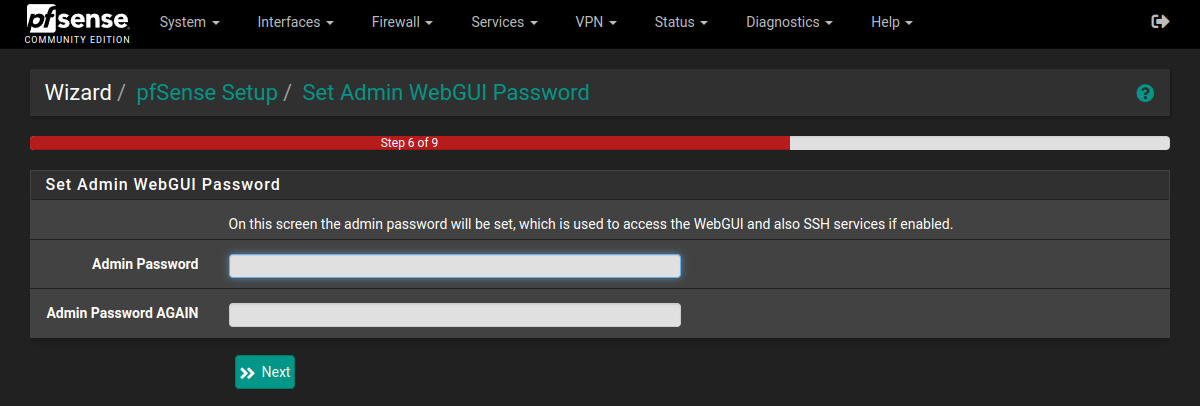 pfsense
COMMUNITY EDITION
System Interfaces Firewall Services VPN Status Diagnostics Help
Wizard / pfSense Setup / Set Admin WebGUI Password
Step 6 of 9
Set Admin WebGUI Password
On this screen the admin password will be set, which is used to access the WebGUI and also SSH services if enabled.
Admin Password
Admin Password AGAIN
Next